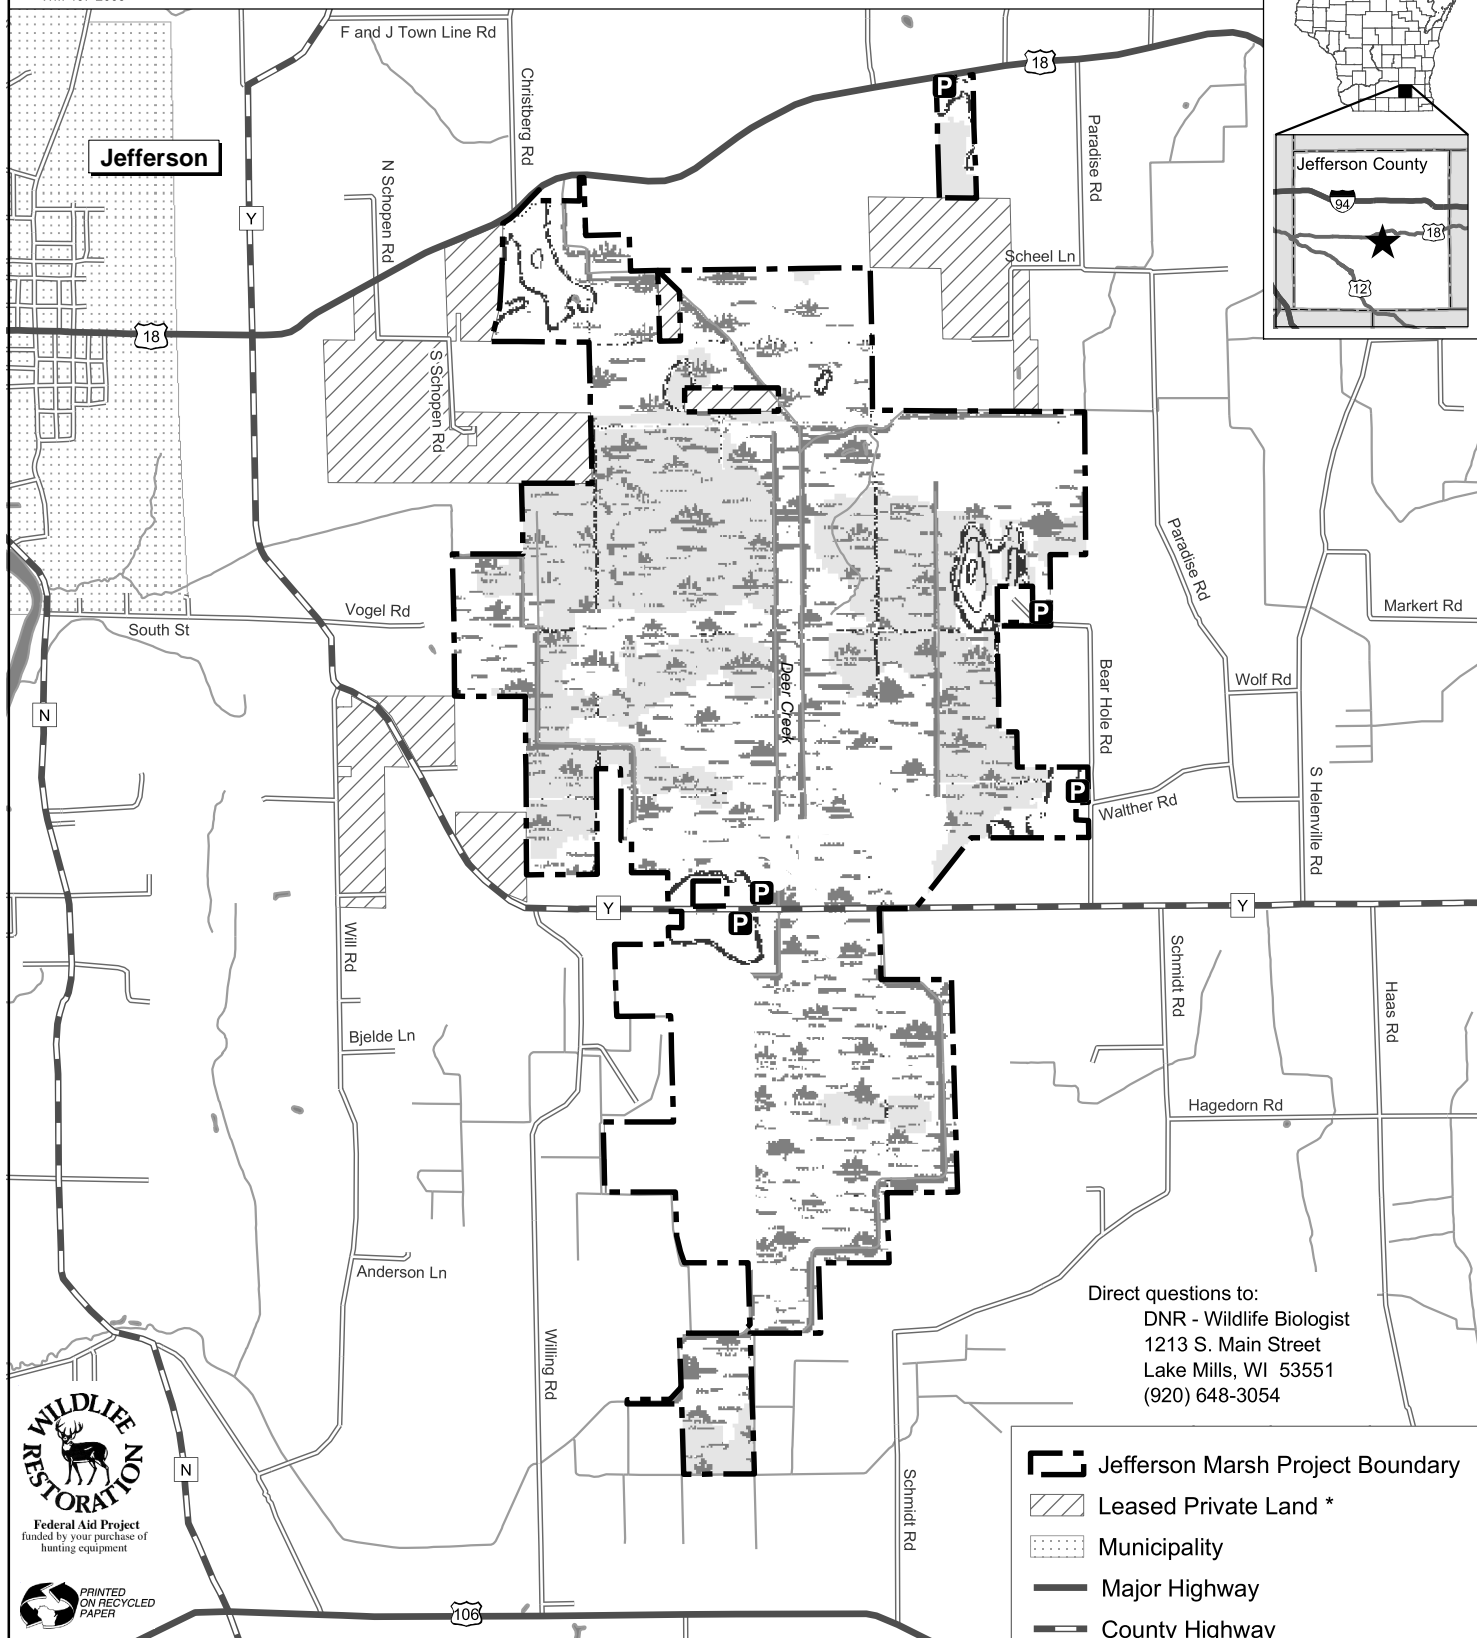 F and J Town Line Rd
Christberg Rd
18
P
Paradise Rd
Jefferson County
94
18
12
Jefferson
N Schopen Rd
Y
Scheel Ln
18
S Schopen Rd
Paradise Rd
Vogel Rd
South St
P
Markert Rd
Deer Creek
Bear Hole Rd
Wolf Rd
N
P
Walther Rd
S Helenville Rd
P
Y
Y
P
Will Rd
Schmidt Rd
Haas Rd
Bjelde Ln
Hagedorn Rd
Anderson Ln
Willing Rd
Direct questions to:
DNR - Wildlife Biologist
1213 S. Main Street
Lake Mills, WI 53551
(920) 648-3054
WILDLIFE
RESTORATION
N
Federal Aid Project
funded by your purchase of
hunting equipment
Schmidt Rd
PRINTED
ON RECYCLED
PAPER
106
Jefferson Marsh Project Boundary
Leased Private Land *
Municipality
Major Highway
County Highway